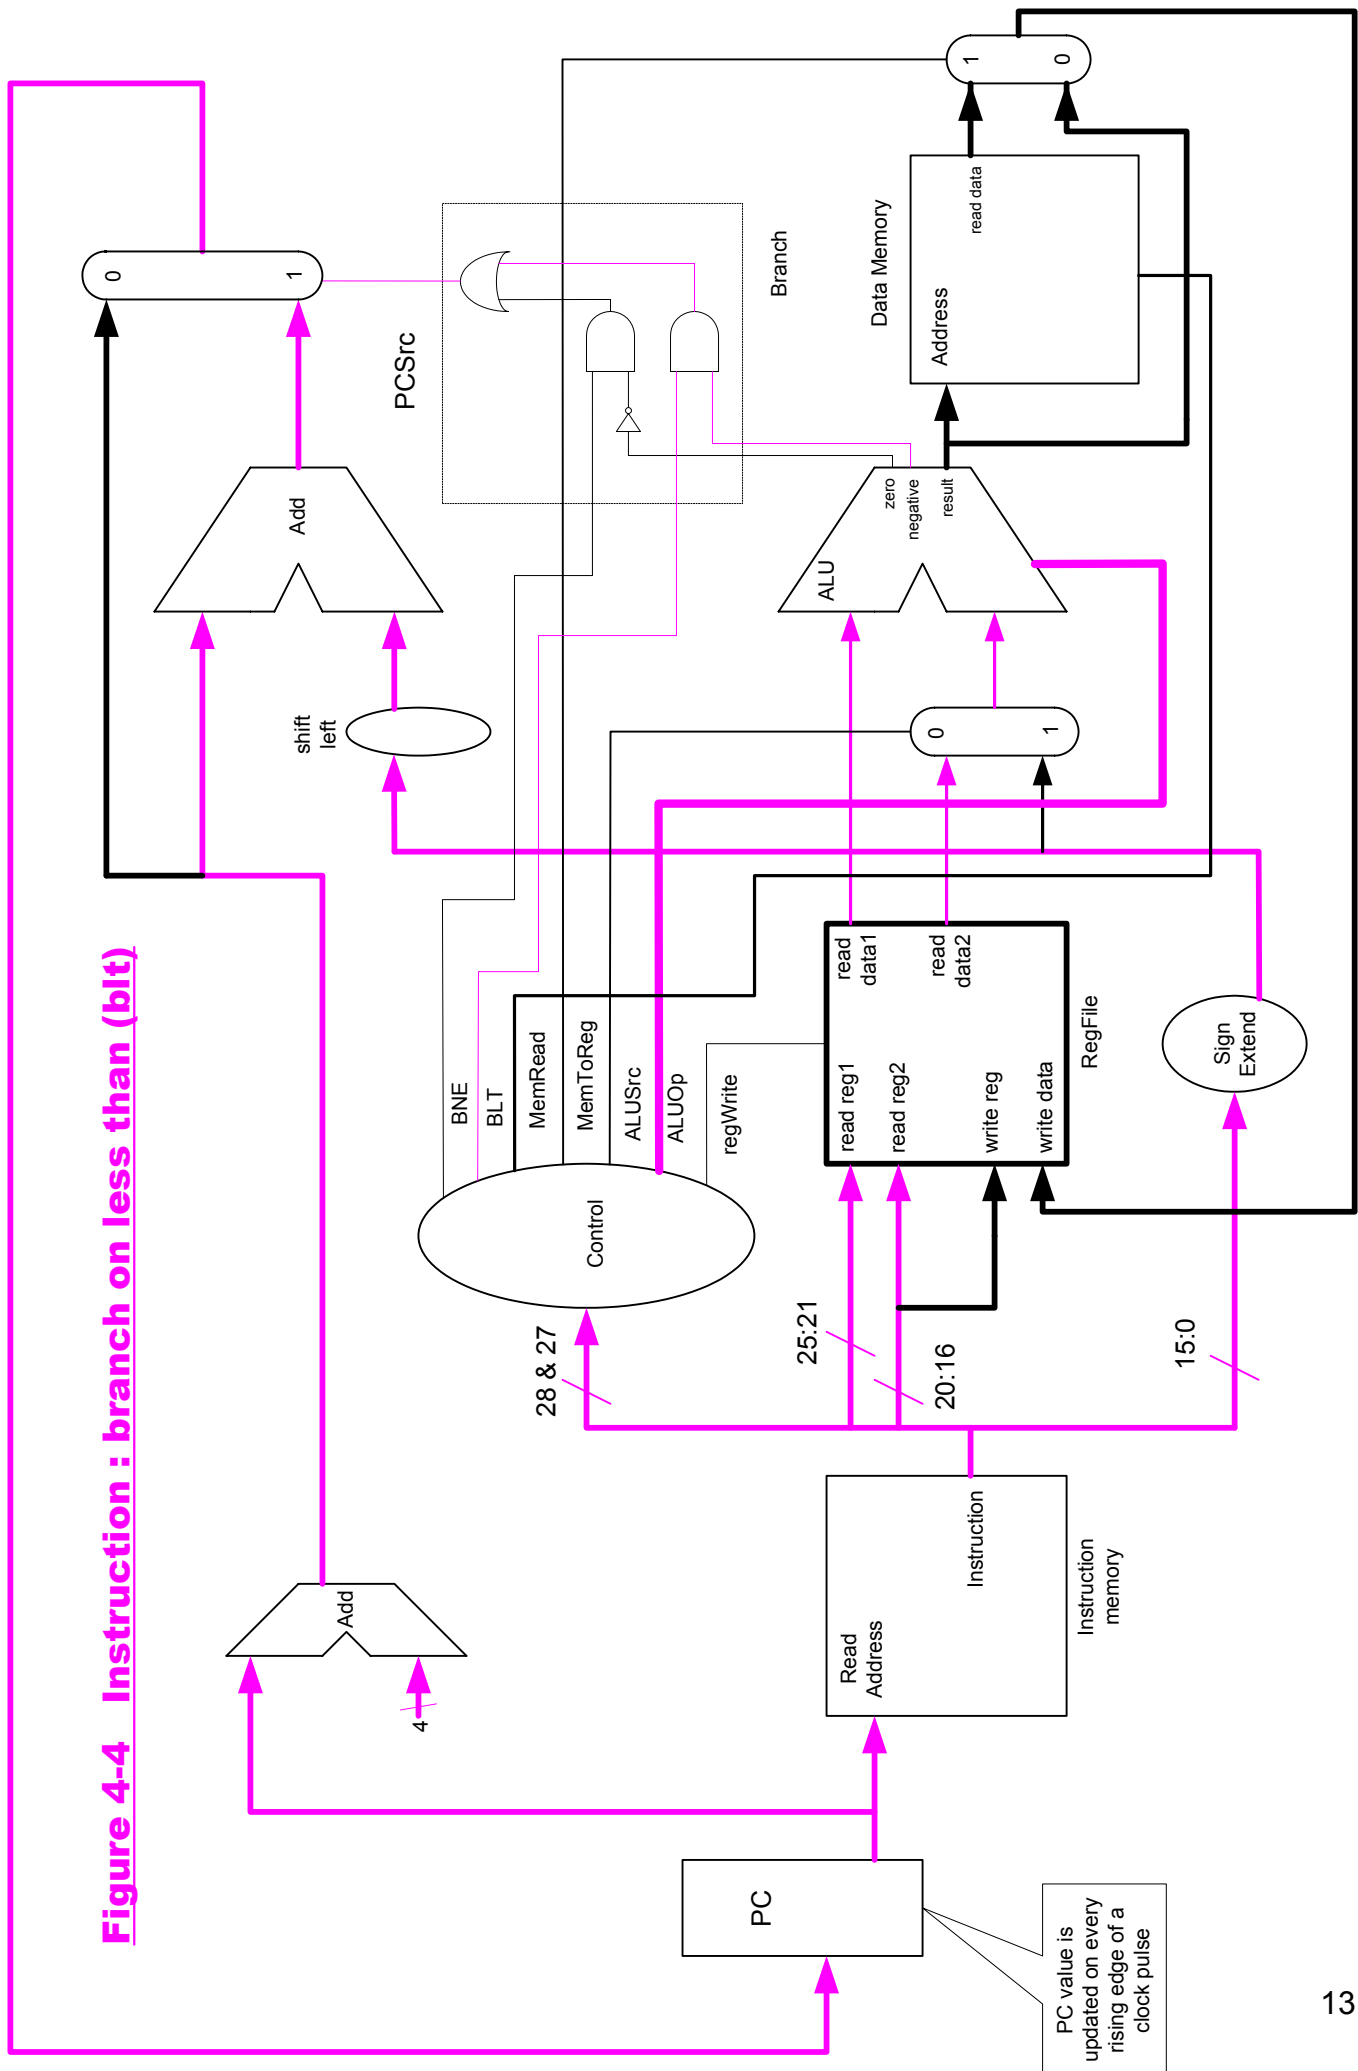 Figure 4-4 Instruction : branch on less than (blt)
PC
PC value is
updated on every
rising edge of a
clock pulse
4
Add
Read
Address
Instruction
Instruction
memory
28 & 27
25:21
20:16
15:0
Control
BNE
BLT
MemRead
MemToReg
ALUSrc
ALUOp
regWrite
read reg1
read reg2
write reg
write data
read
data1
read
data2
RegFile
Sign
Extend
shift
left
0
1
Add
ALU
zero
negative
result
PCSrc
Branch
0
1
Data Memory
Address
read data
1
0
13